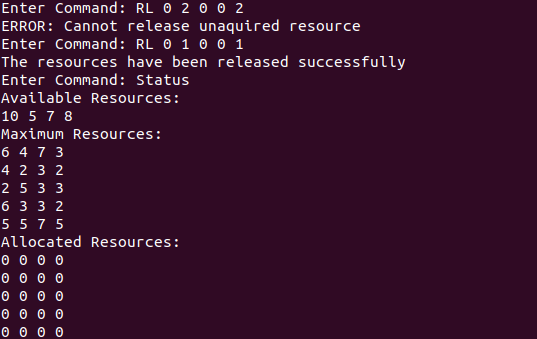 Enter Command: RL 0 2 0 0 2
ERROR: Cannot release unaquired resource
Enter Command: RL 0 1 0 0 1
The resources have been released successfully
Enter Command: Status
Available Resources:
10 5 7 8
Maximum Resources:
6 4 7 3
4 2 3 2
2 5 3 3
6 3 3 2
5 5 7 5
Allocated Resources:
0 0 0 0
0 0 0 0
0 0 0 0
0 0 0 0
0 0 0 0